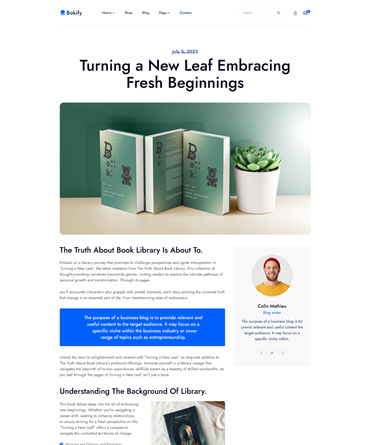 Bokify
Home Shop Blog Page Contact
Search
July 5, 2023
Turning a New Leaf Embracing
Fresh Beginnings
The Truth About Book Library Is About To.
Embark on a literary journey that promises to challenge perspectives and ignite introspection in
"Turning a New Leaf," the latest revelation from The Truth About Book Library. This collection of
thought-provoking narratives transcends genres, inviting readers to explore the intricate pathways of
personal growth and transformation. Through its pages.
you'll encounter characters who grapple with pivotal moments, each story echoing the universal truth
that change is an essential part of life. From heartwarming tales of rediscovery.
The purpose of a business blog is to provide relevant and
useful content to the target audience. It may focus on a
specific niche within the business industry or cover
range of topics such as entrepreneurship.
Unlock the door to enlightenment and renewal with "Turning a New Leaf," an exquisite addition to
The Truth About Book Library's profound offerings. Immerse yourself in a literary voyage that
navigates the labyrinth of human experiences, skillfully woven by a tapestry of skilled wordsmiths. As
you leaf through the pages of "Turning a New Leaf" isn't just a book
Colin Mathieu
Blog writer
The purpose of a business blog is to
provid relevant and useful content to
the target audience. It may focus on a
specific niche within.
Understanding The Background Of Library.
This book delves deep into the art of embracing
new beginnings. Whether you're navigating a
career shift, seeking to enhance relationships,
or simply striving for a fresh perspective on life,
"Turning a New Leaf" offers a compass to
navigate the uncharted territories of change.